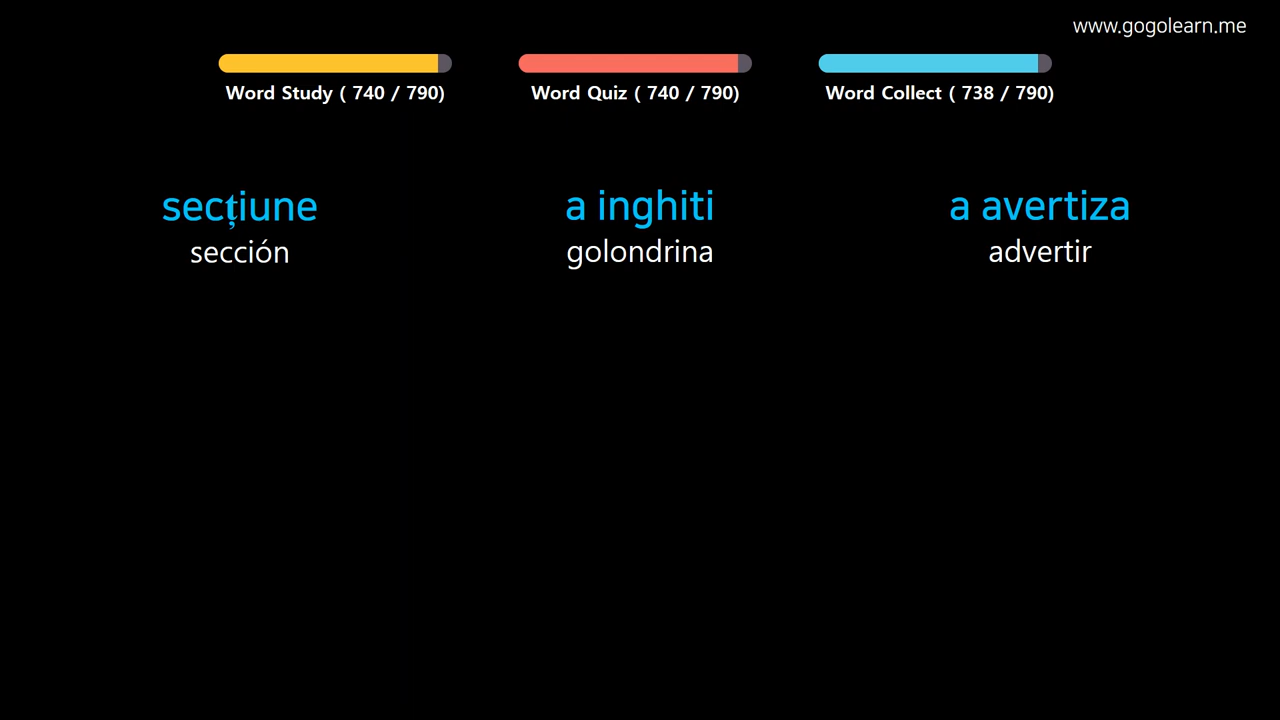 www.gogolearn.me
Word Study ( 740 / 790)
Word Quiz ( 740 / 790)
Word Collect ( 738 / 790)
secțiune
a inghiti
a avertiza
sección
golondrina
advertir